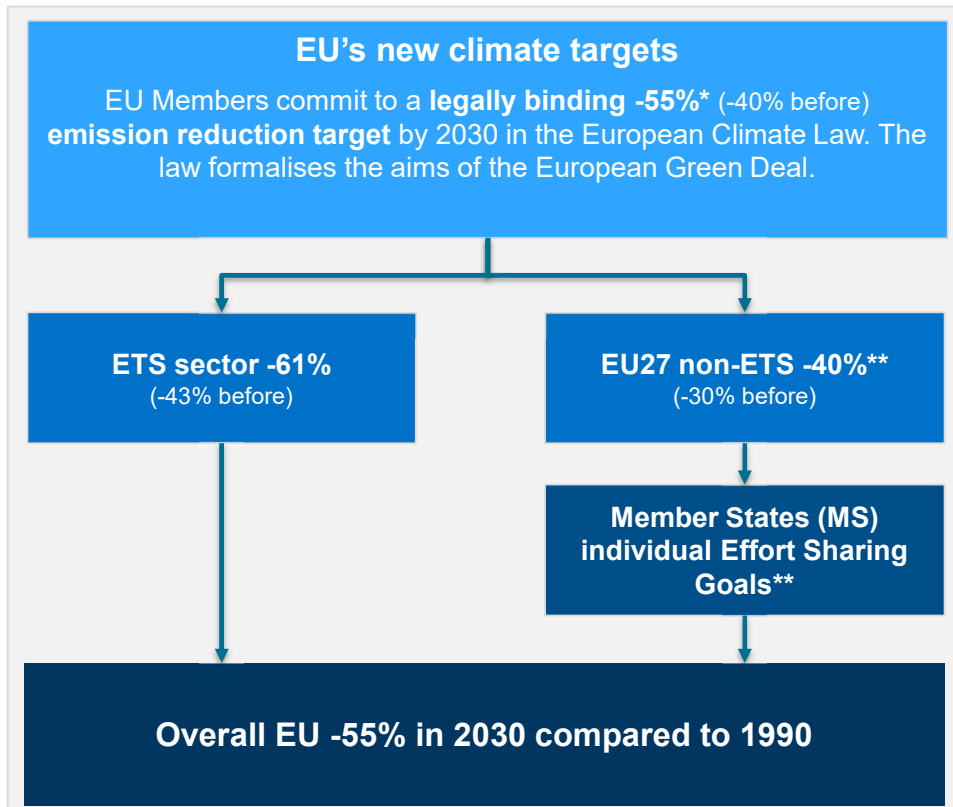 EU’s new climate targets
EU Members commit to a legally binding -55%* (-40% before)
emission reduction target by 2030 in the European Climate Law. The
law formalises the aims of the European Green Deal.
ETS sector -61%
(-43% before)
EU27 non-ETS -40%**
(-30% before)
Member States (MS)
individual Effort Sharing
Goals**
Overall EU -55% in 2030 compared to 1990